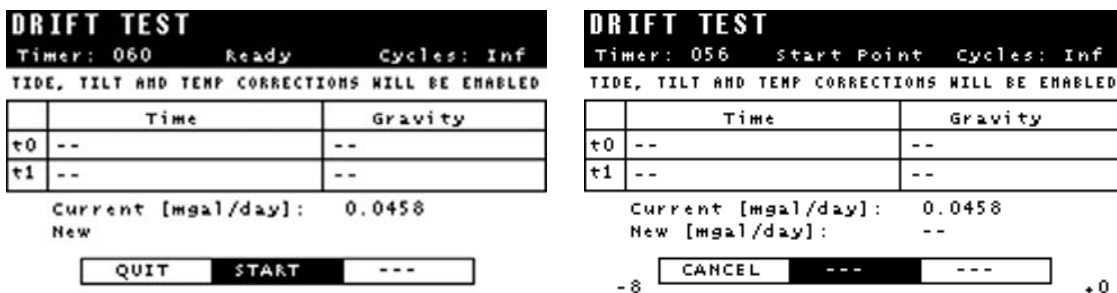 DRIFT TEST
Timer: 060 Ready Cycles: Inf
TIDE, TILT AND TEMP CORRECTIONS WILL BE ENABLED
Time Gravity
t0 -- --
t1 -- --
Current [mgal/day]: 0.0458
New
QUIT START ---
DRIFT TEST
Timer: 056 Start Point Cycles: Inf
TIDE, TILT AND TEMP CORRECTIONS WILL BE ENABLED
Time Gravity
t0 -- --
t1 -- --
Current [mgal/day]: 0.0458
New [mgal/day]: --
CANCEL --- ---
-8 +0